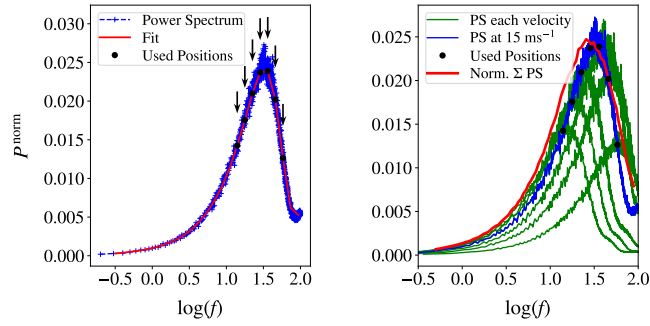 Power Spectrum
Fit
Used Positions
P^norm
0.030
0.025
0.020
0.015
0.010
0.005
0.000
−0.5 0.0 0.5 1.0 1.5 2.0
log(f)
PS each velocity
PS at 15 ms⁻¹
Used Positions
Norm. Σ PS
0.025
0.020
0.015
0.010
0.005
0.000
−0.5 0.0 0.5 1.0 1.5 2.0
log(f)